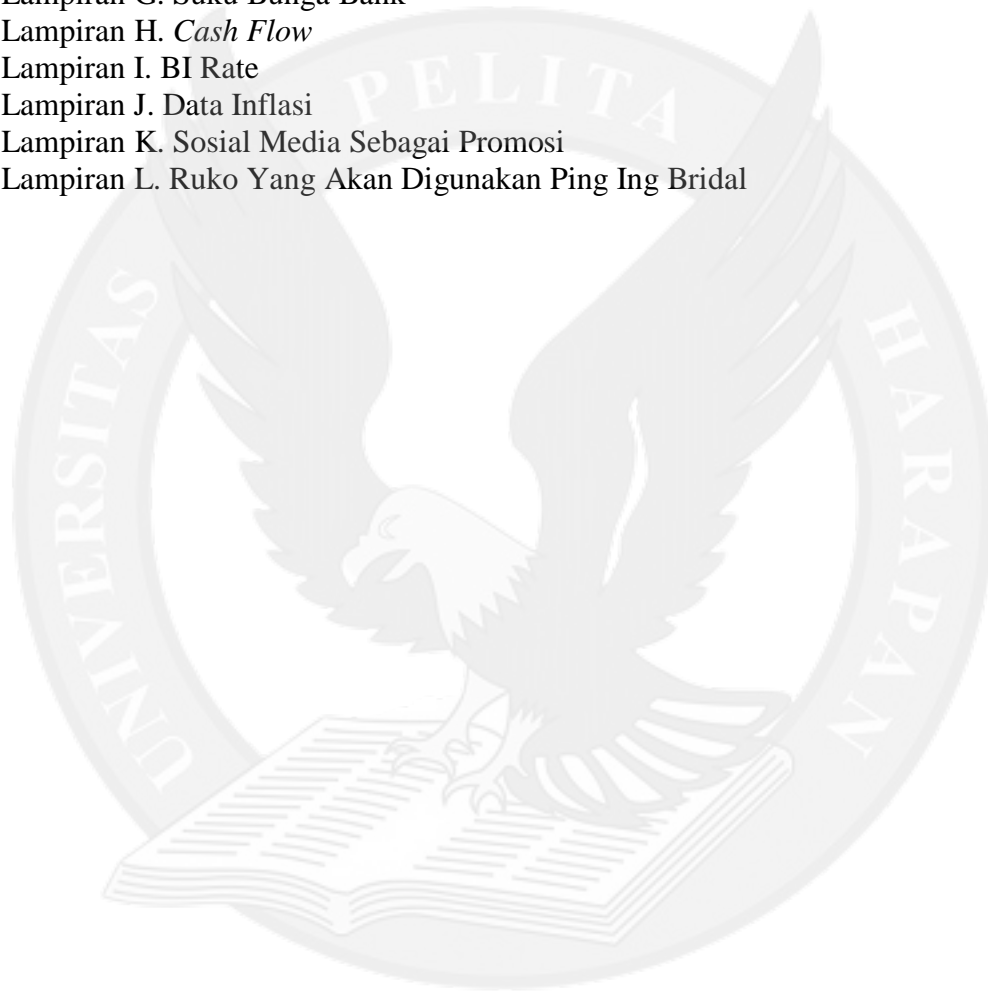 Lampiran G. Suku Bunga Bank
Lampiran H. Cash Flow
Lampiran I. BI Rate
Lampiran J. Data Inflasi
Lampiran K. Sosial Media Sebagai Promosi
Lampiran L. Ruko Yang Akan Digunakan Ping Ing Bridal
UNIVERSITAS PELITA HARAPAN